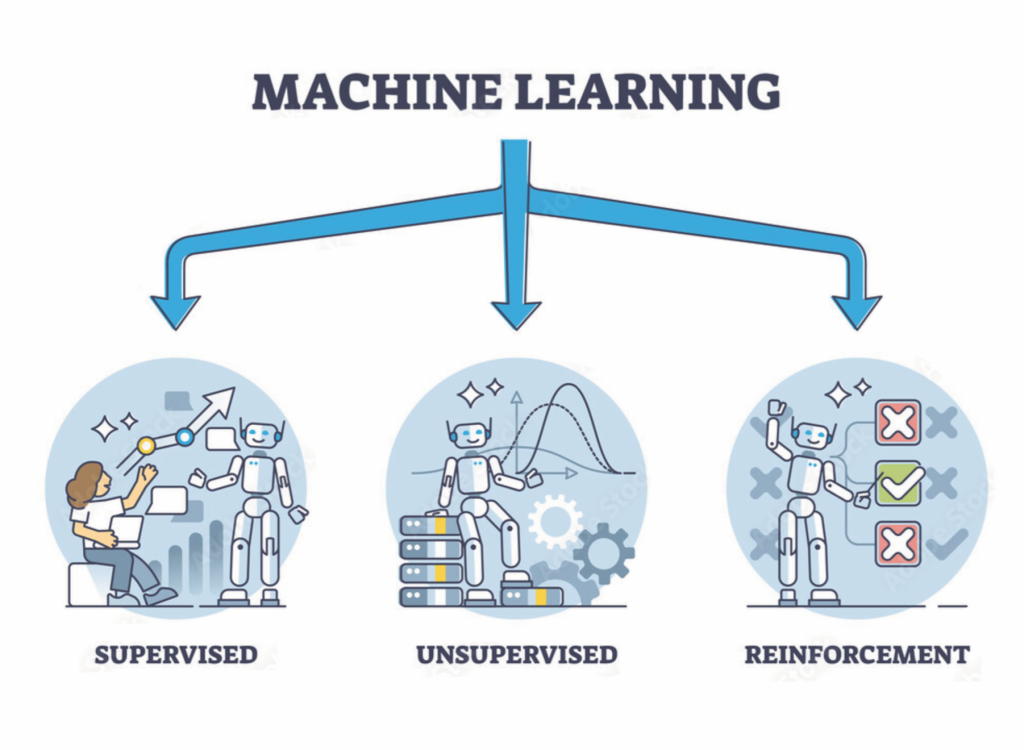 MACHINE LEARNING
SUPERVISED
UNSUPERVISED
REINFORCEMENT